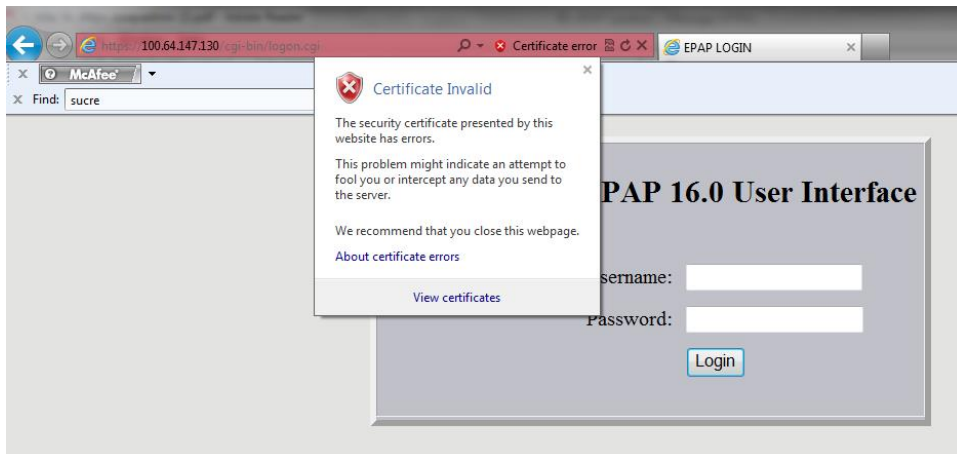 https://100.64.147.130/cgi-bin/logon.cgi
Certificate error
EPAP LOGIN
McAfee
Find: sucre
Certificate Invalid
The security certificate presented by this
website has errors.
This problem might indicate an attempt to
fool you or intercept any data you send to
the server.
We recommend that you close this webpage.
About certificate errors
View certificates
PAP 16.0 User Interface
sername:
Password:
Login